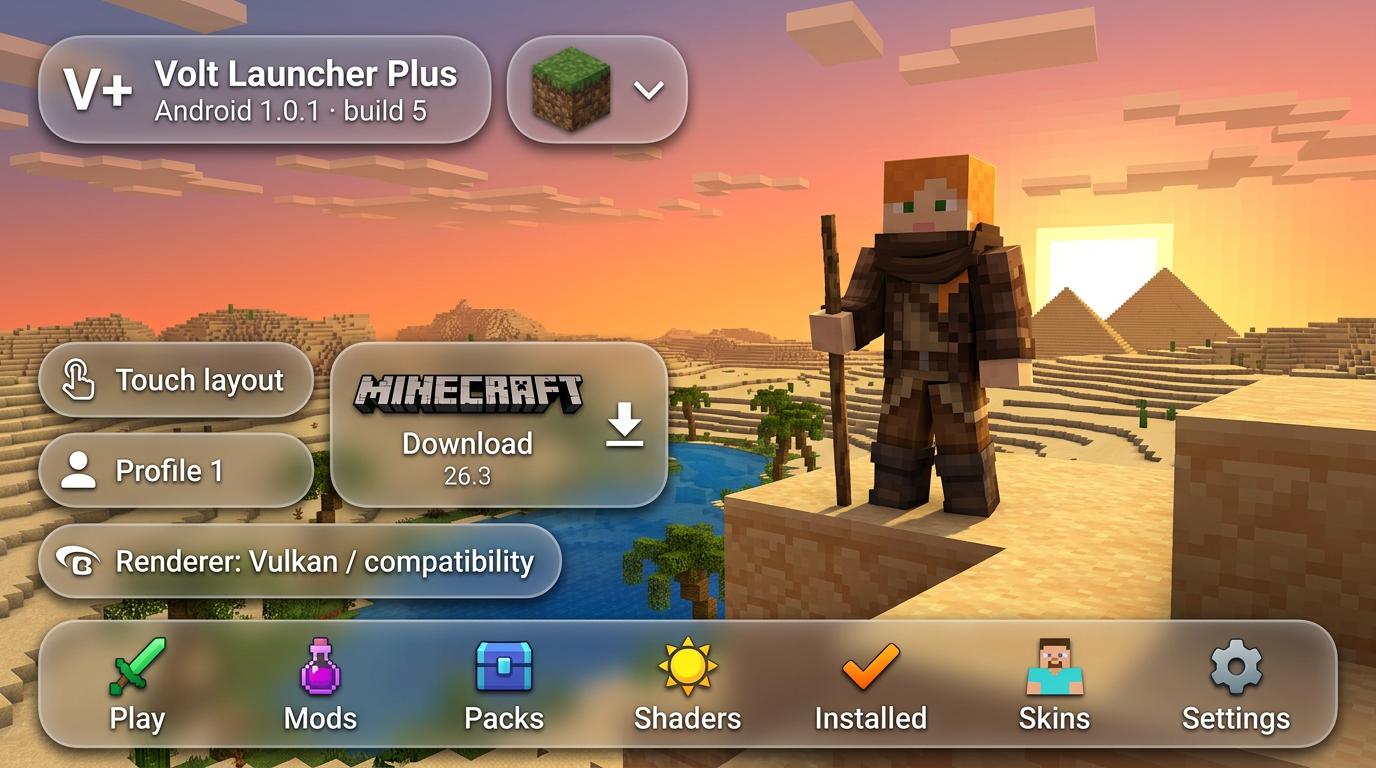 V+
Volt Launcher Plus
Android 1.0.1 · build 5
Touch layout
MINECRAFT
Download
26.3
Profile 1
Renderer: Vulkan / compatibility
Play
Mods
Packs
Shaders
Installed
Skins
Settings